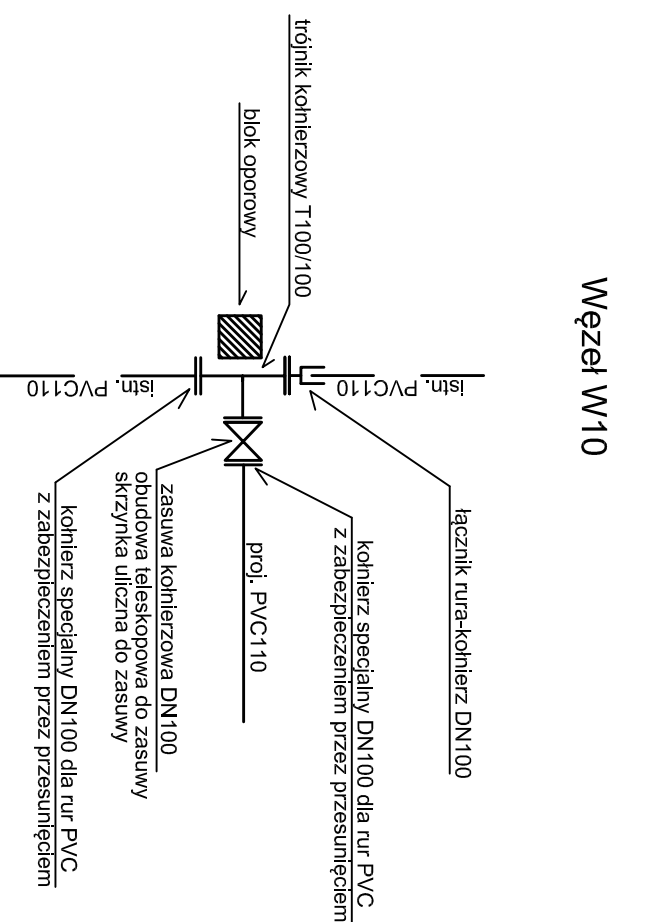 Węzeł W10
łącznik rura-kołnierz DN100
kołnierz specjalny DN100 dla rur PVC
z zabezpieczeniem przez przesunięciem
trójnik kołnierzowy T100/100
blok oporowy
istn. PVC110
istn. PVC110
proj. PVC110
zasuwa kołnierzowa DN100
obudowa teleskopowa do zasuwy
skrzynka uliczna do zasuwy
kołnierz specjalny DN100 dla rur PVC
z zabezpieczeniem przez przesunięciem